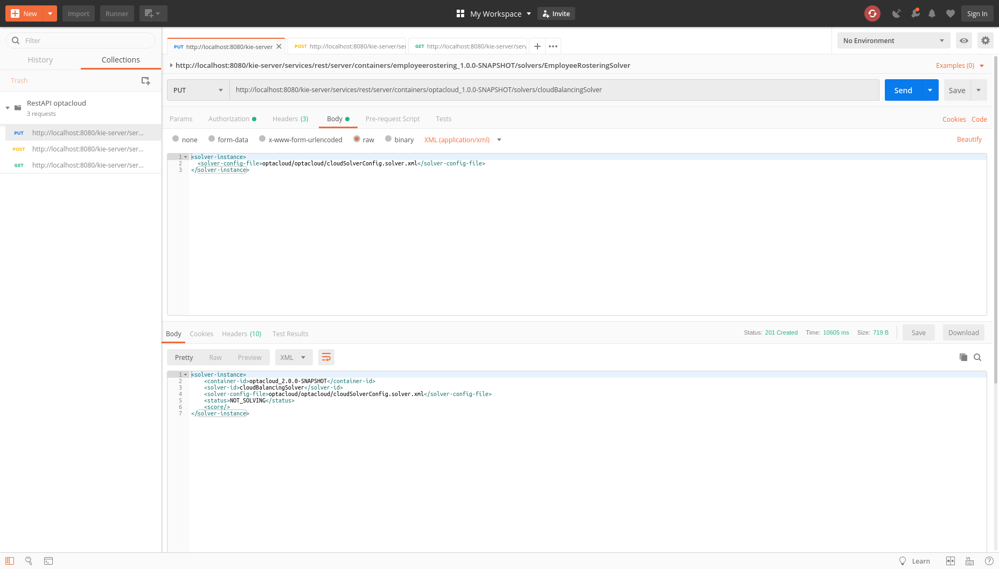 New
Import
Runner
My Workspace
Invite
Sign In
Filter
History
Collections
Trash
RestAPI optacloud
3 requests
PUT http://localhost:8080/kie-server/ser...
POST http://localhost:8080/kie-server/ser...
GET http://localhost:8080/kie-server/ser...
PUT http://localhost:8080/kie-server
POST http://localhost:8080/kie-server/ser
GET http://localhost:8080/kie-server/serv
No Environment
http://localhost:8080/kie-server/services/rest/server/containers/employeerostering_1.0.0-SNAPSHOT/solvers/EmployeeRosteringSolver
Examples (0)
PUT
http://localhost:8080/kie-server/services/rest/server/containers/optacloud_1.0.0-SNAPSHOT/solvers/cloudBalancingSolver
Send
Save
Params Authorization Headers (3) Body Pre-request Script Tests
Cookies Code
none form-data x-www-form-urlencoded raw binary XML (application/xml)
Beautify
1 <solver-instance>
2 <solver-config-file>optacloud/optacloud/cloudSolverConfig.solver.xml</solver-config-file>
3 </solver-instance>
Body Cookies Headers (10) Test Results
Status: 201 Created Time: 10605 ms Size: 719 B
Save
Download
Pretty Raw Preview
XML
1 <solver-instance>
2 <container-id>optacloud_2.0.0-SNAPSHOT</container-id>
3 <solver-id>cloudBalancingSolver</solver-id>
4 <solver-config-file>optacloud/optacloud/cloudSolverConfig.solver.xml</solver-config-file>
5 <status>NOT_SOLVING</status>
6 <score/>
7 </solver-instance>
Learn